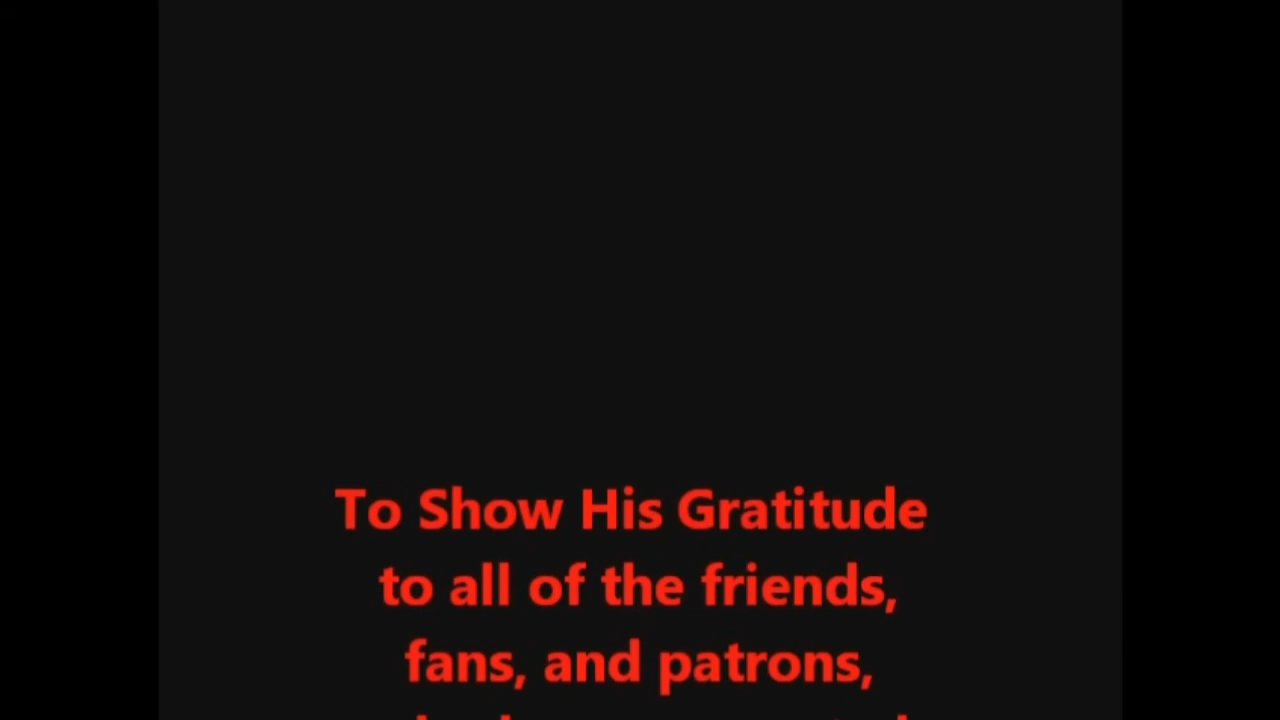 To Show His Gratitude
to all of the friends,
fans, and patrons,